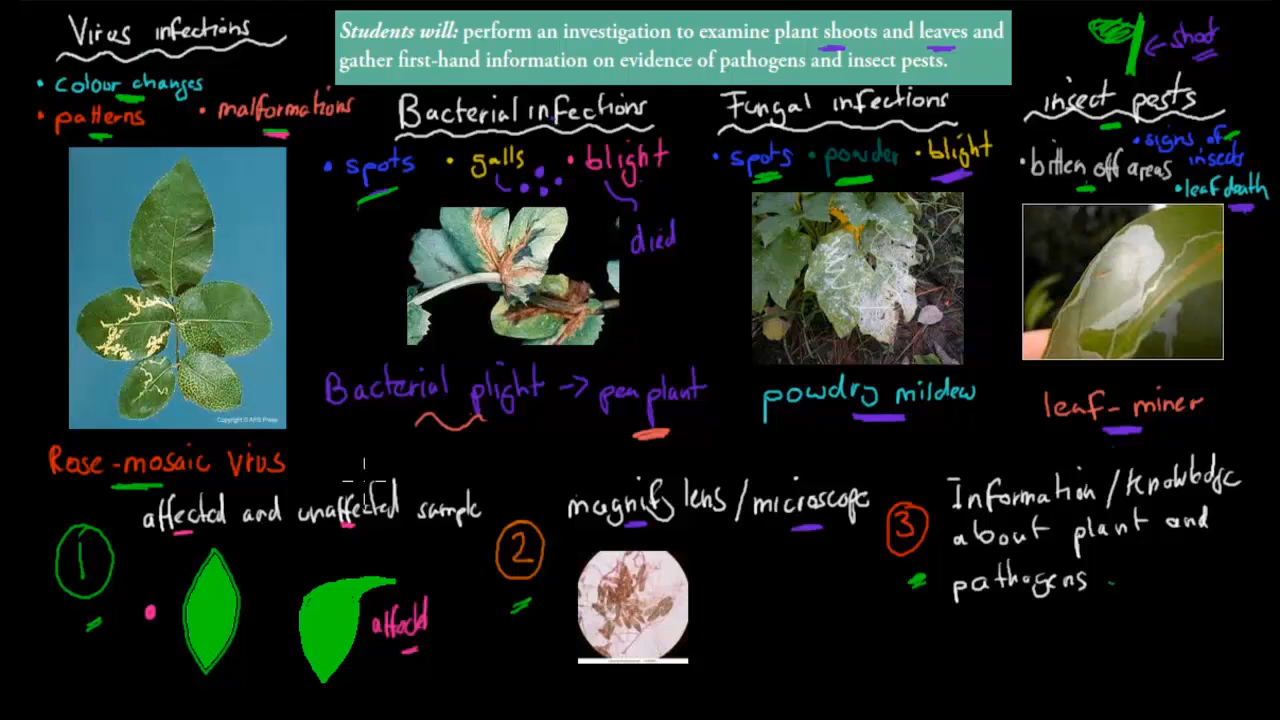 Virus infections
• colour changes
• patterns
• malformations
Students will: perform an investigation to examine plant shoots and leaves and
gather first-hand information on evidence of pathogens and insect pests.
← shoot
Bacterial infections
• spots
• galls
• blight
died
Fungal infections
• spots
• powder
• blight
insect pests
• bitten off areas
• signs of
insects
• leaf death
Copyright © APS Press
Rose-mosaic virus
Bacterial plight → pea plant
powdry mildew
leaf-miner
1
affected and unaffected sample
affected
2
magnify lens/microscope
3
Information/knowledge
about plant and
pathogens